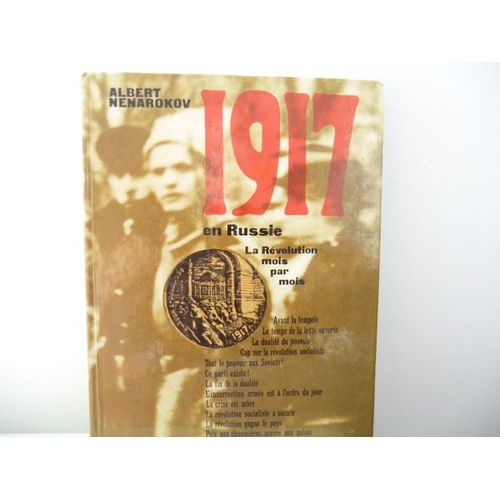 ALBERT
NENAROKOV
1917
en Russie
La Révolution
mois
par
mois
1917
Avant la tempête
Le temps de la lutte ouverte
La dualité du pouvoir
Cap sur la révolution socialiste
Tout le pouvoir aux Soviets!
Ce parti existe!
La fin de la dualité
L'insurrection armée est à l'ordre du jour
La crise est mûre
La révolution socialiste a vaincu
La révolution gagne le pays
Paix aux chaumières, guerre aux palais